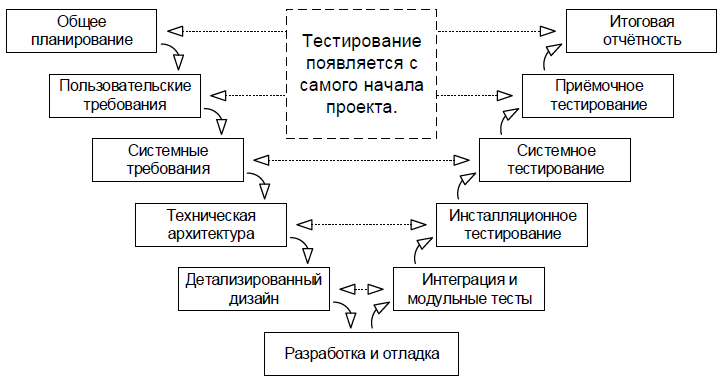 Общее
планирование
Тестирование
появляется с
самого начала
проекта.
Итоговая
отчётность
Пользовательские
требования
Приёмочное
тестирование
Системные
требования
Системное
тестирование
Техническая
архитектура
Инсталляционное
тестирование
Детализированный
дизайн
Интеграция и
модульные тесты
Разработка и отладка